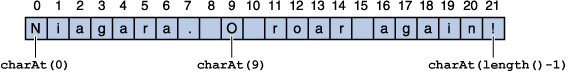 0 1 2 3 4 5 6 7 8 9 10 11 12 13 14 15 16 17 18 19 20 21
N i a g a r a . O r o a r a g a i n !
charAt(0) charAt(9) charAt(length()-1)